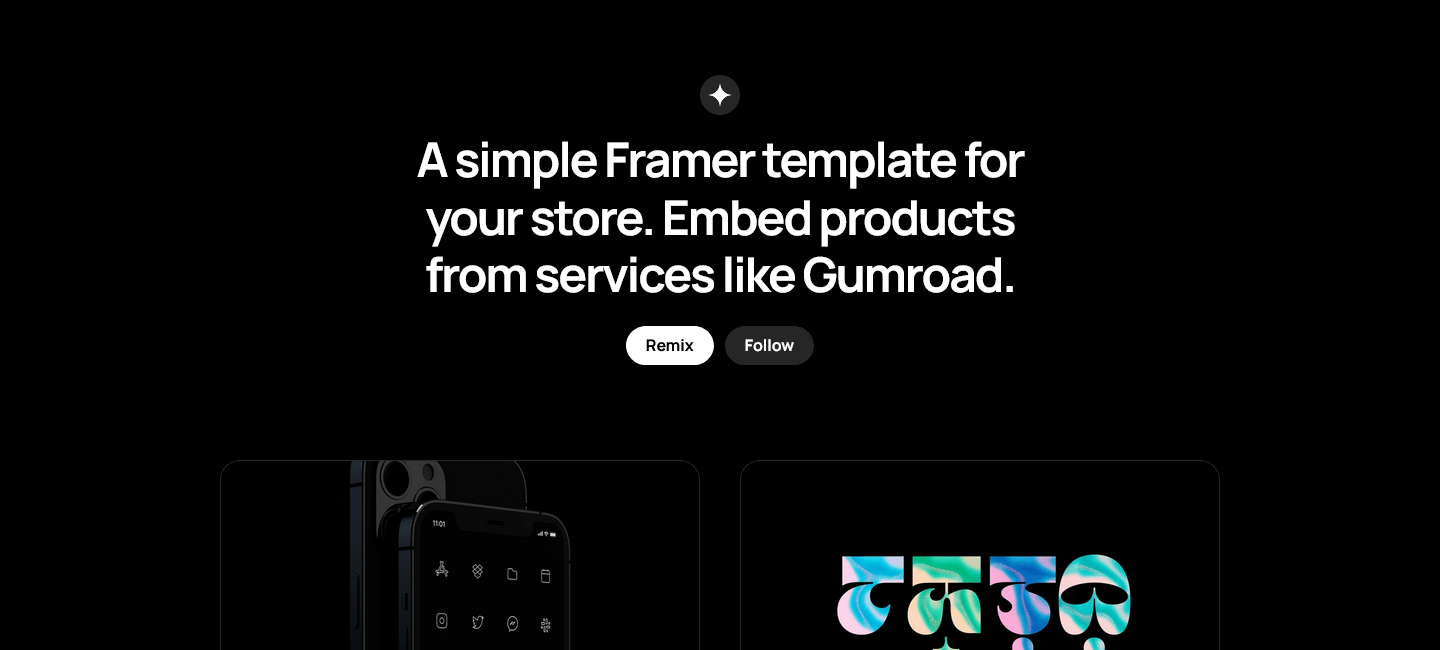 A simple Framer template for
your store. Embed products
from services like Gumroad.
Remix
Follow
11:01